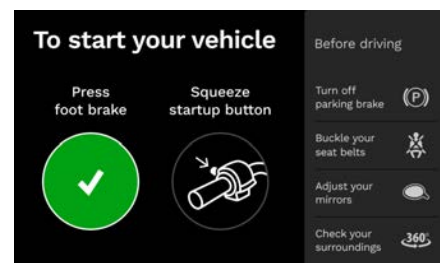 To start your vehicle
Press
foot brake
Squeeze
startup button
Before driving
Turn off
parking brake
(P)
Buckle your
seat belts
Adjust your
mirrors
Check your
surroundings
360°